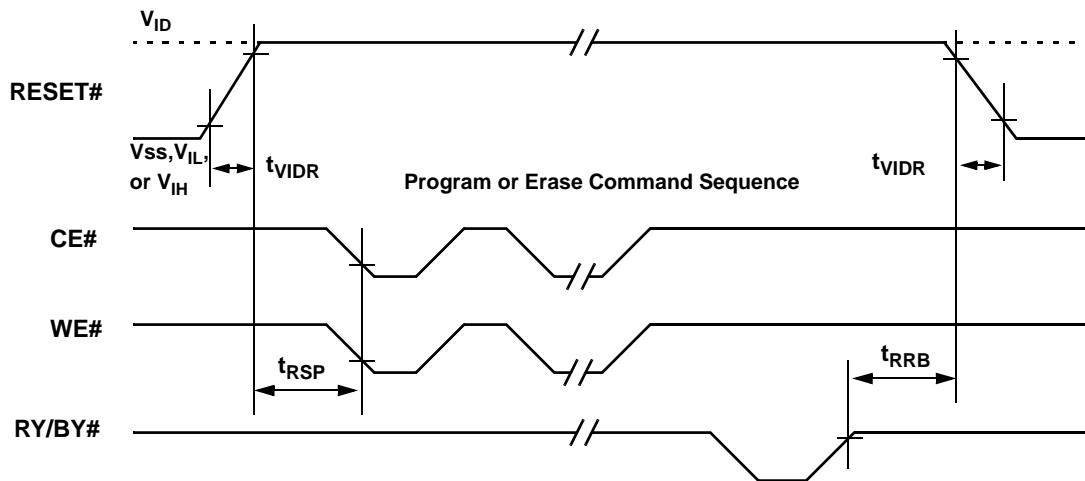 VID
RESET#
Vss,VIL,
or VIH
tVIDR
tVIDR
Program or Erase Command Sequence
CE#
WE#
tRSP
tRRB
RY/BY#